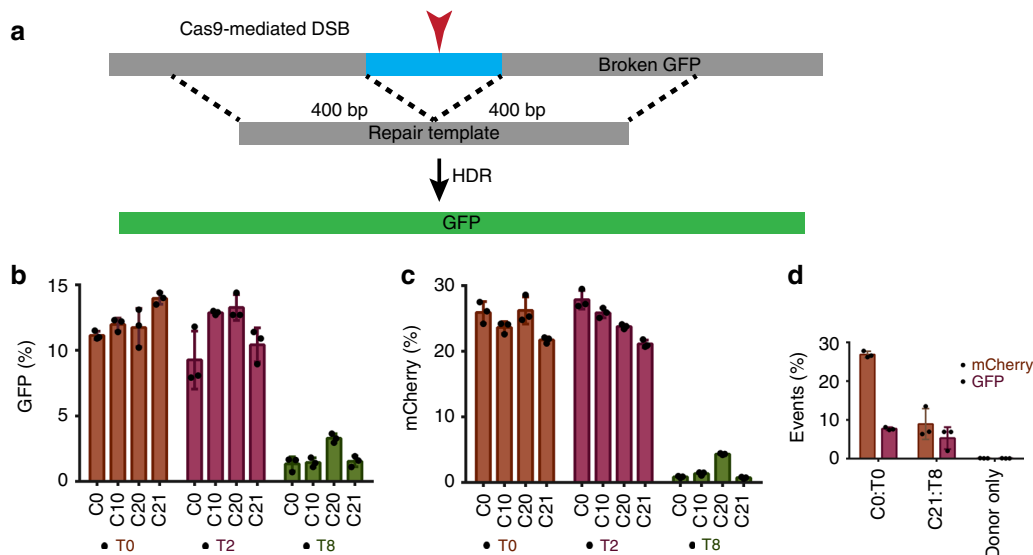 a
Cas9-mediated DSB
Broken GFP
400 bp
400 bp
Repair template
HDR
GFP
b
GFP (%)
15
10
5
0
C0
C10
C20
C21
C0
C10
C20
C21
C0
C10
C20
C21
T0
T2
T8
c
mCherry (%)
30
20
10
0
C0
C10
C20
C21
C0
C10
C20
C21
C0
C10
C20
C21
T0
T2
T8
d
Events (%)
30
20
10
0
mCherry
GFP
C0:T0
C21:T8
Donor only